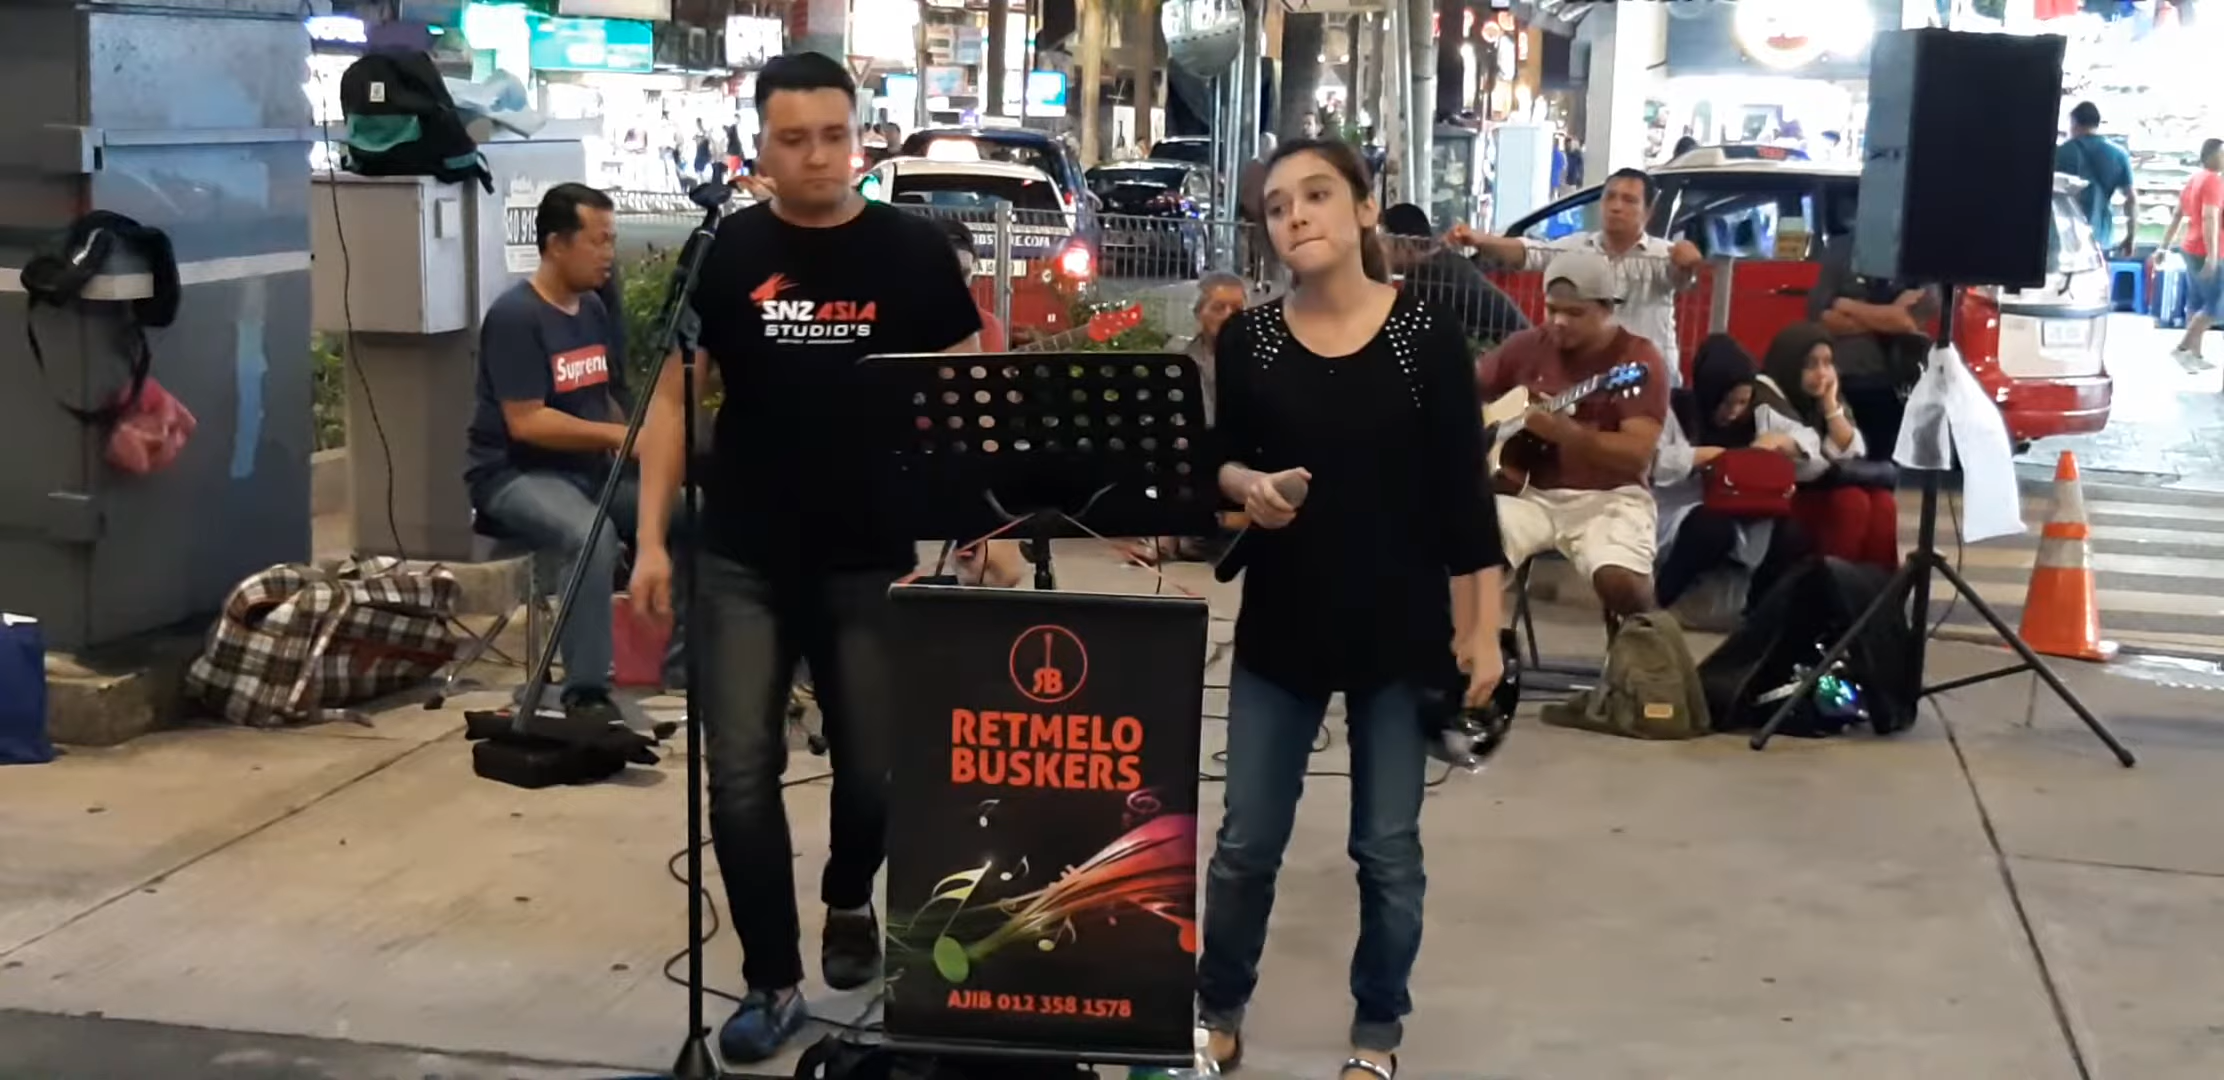 SNZ ASIA
STUDIO'S
Supreme
RB
RETMELO
BUSKERS
AJIB 012 358 1578